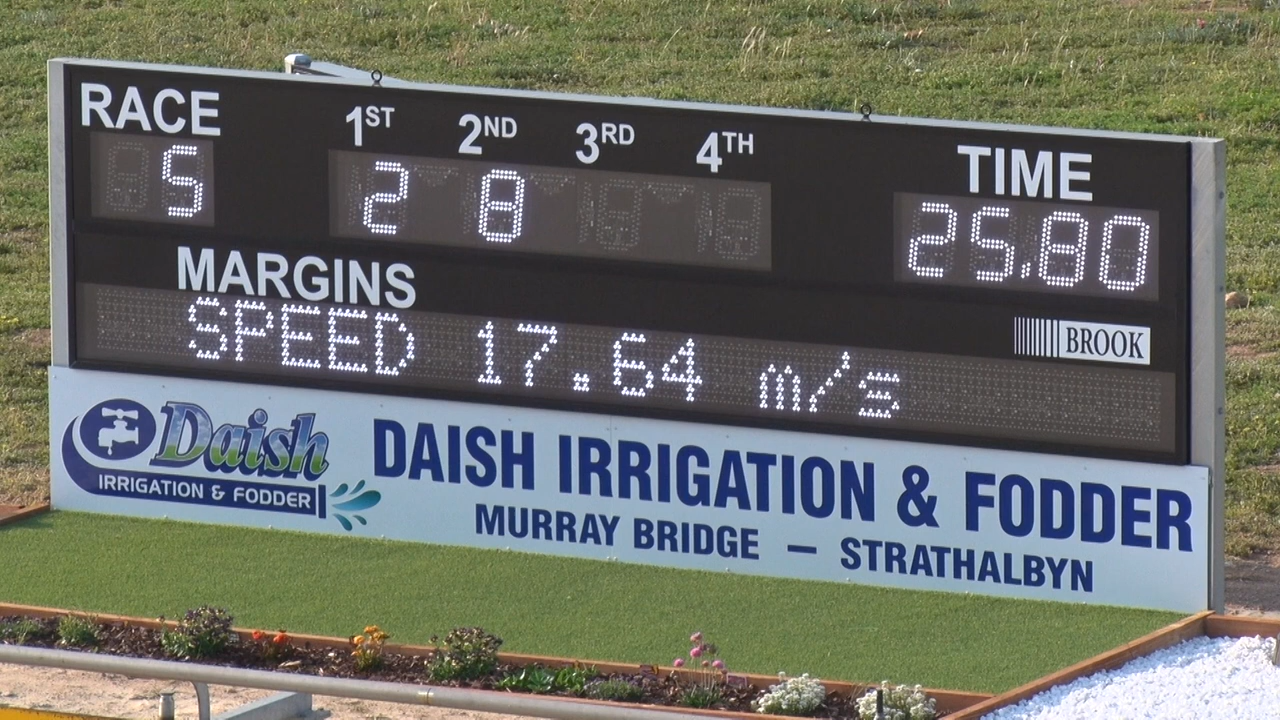 RACE 1ST 2ND 3RD 4TH TIME
5 2 8 25.80
MARGINS
BROOK
SPEED 17.64 m/s
Daish
IRRIGATION & FODDER
DAISH IRRIGATION & FODDER
MURRAY BRIDGE — STRATHALBYN